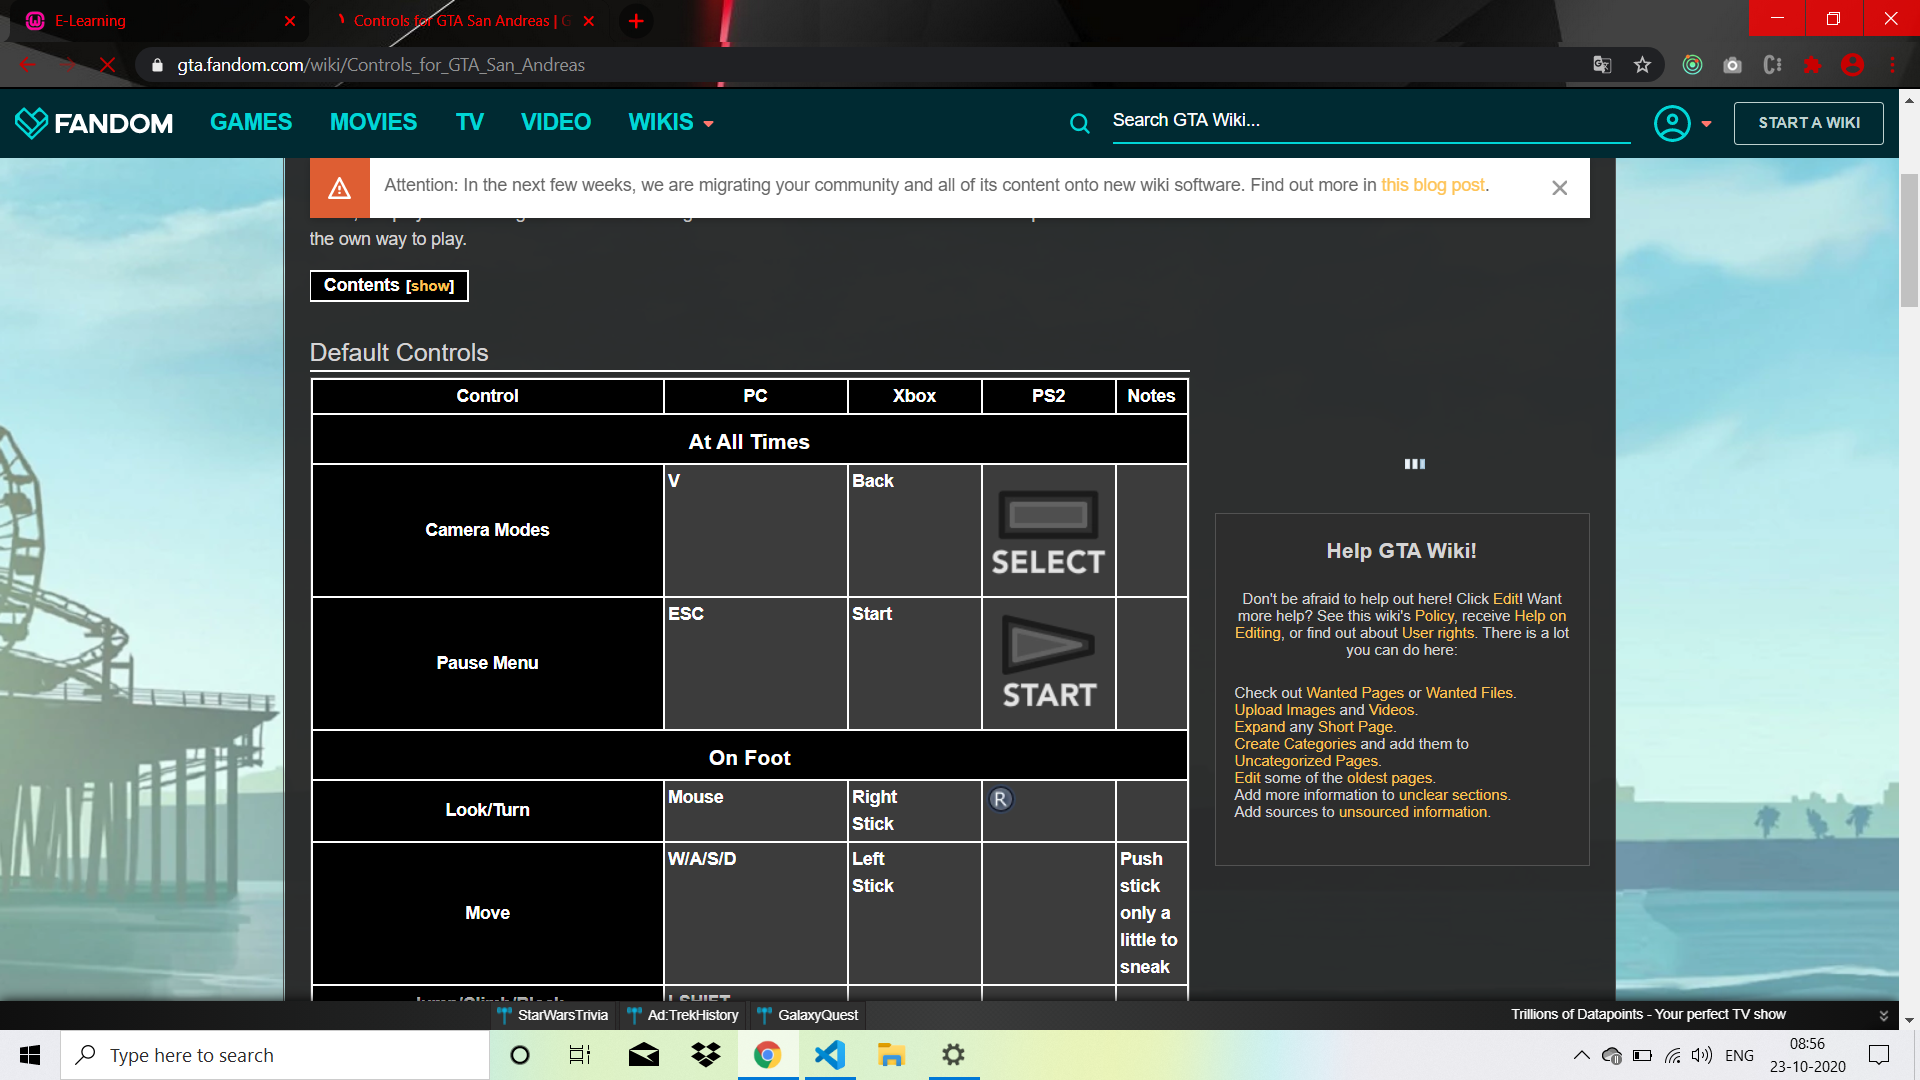 E-Learning
Controls for GTA San Andreas | G
gta.fandom.com/wiki/Controls_for_GTA_San_Andreas
FANDOM
GAMES
MOVIES
TV
VIDEO
WIKIS
Search GTA Wiki...
START A WIKI
Attention: In the next few weeks, we are migrating your community and all of its content onto new wiki software. Find out more in this blog post.
the own way to play.
Contents [show]
Default Controls
Control PC Xbox PS2 Notes
At All Times
Camera Modes
V
Back
SELECT
Pause Menu
ESC
Start
START
On Foot
Look/Turn
Mouse
Right
Stick
R
Move
W/A/S/D
Left
Stick
Push
stick
only a
little to
sneak
Help GTA Wiki!
Don't be afraid to help out here! Click Edit! Want
more help? See this wiki's Policy, receive Help on
Editing, or find out about User rights. There is a lot
you can do here:
Check out Wanted Pages or Wanted Files.
Upload Images and Videos.
Expand any Short Page.
Create Categories and add them to
Uncategorized Pages.
Edit some of the oldest pages.
Add more information to unclear sections.
Add sources to unsourced information.
StarWarsTrivia
Ad:TrekHistory
GalaxyQuest
Trillions of Datapoints - Your perfect TV show
Type here to search
ENG
08:56
23-10-2020